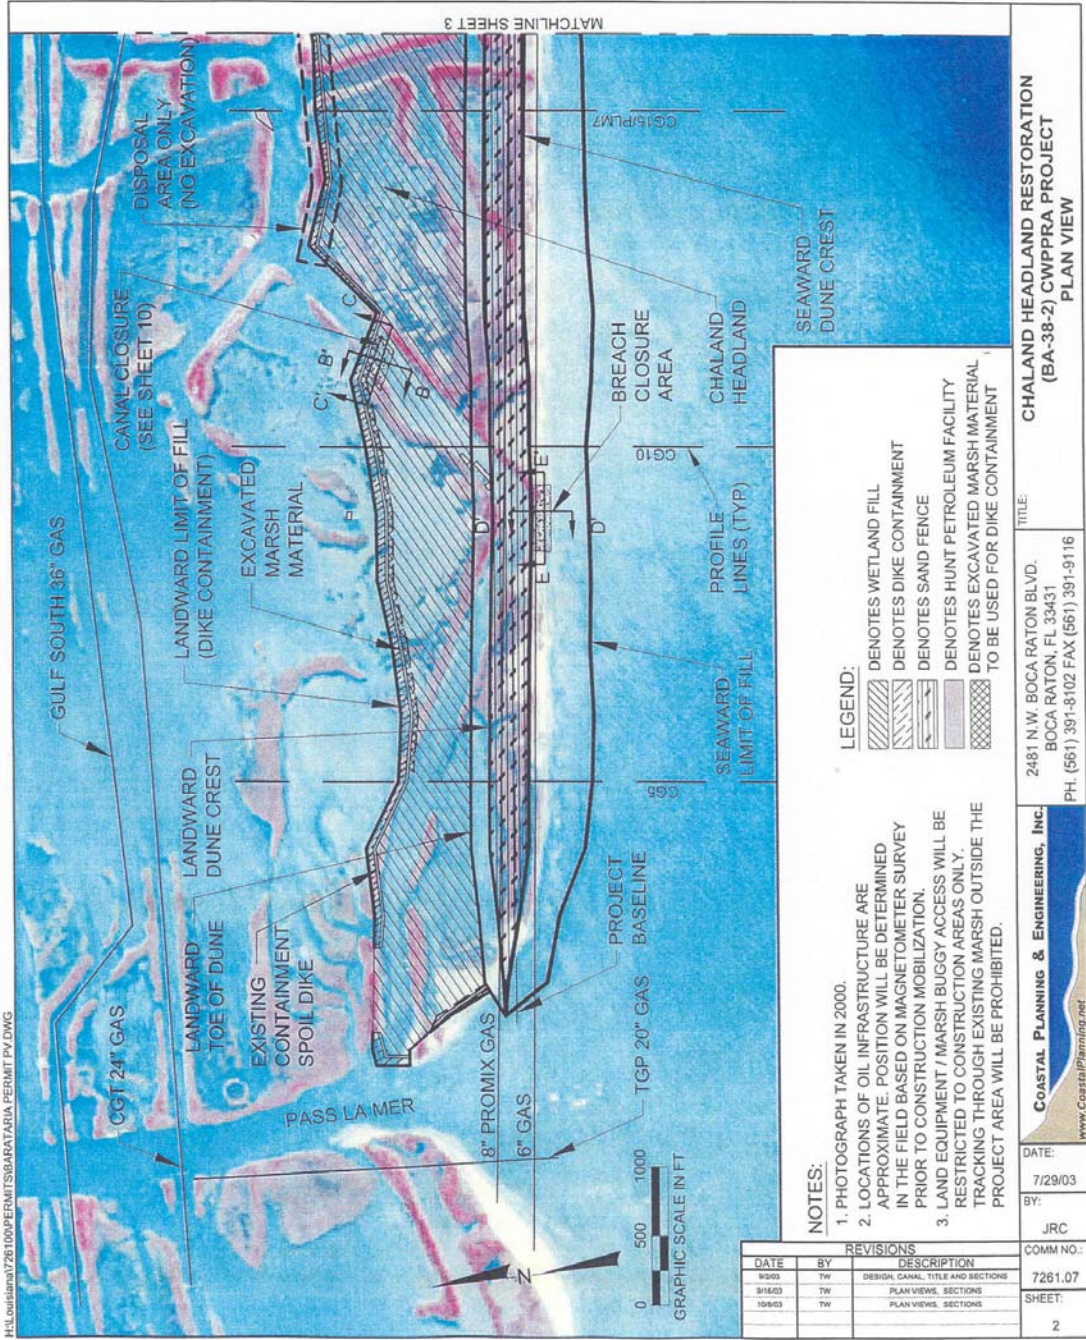 H:\Louisiana\726100\PERMITS\BARATARIA PERMIT PV.DWG
MATCHLINE SHEET 3
GULF SOUTH 36" GAS
CGT 24" GAS
DISPOSAL
AREA ONLY
(NO EXCAVATION)
CANAL CLOSURE
(SEE SHEET 10)
LANDWARD LIMIT OF FILL
(DIKE CONTAINMENT)
EXCAVATED
MARSH
MATERIAL
LANDWARD
DUNE CREST
LANDWARD
TOE OF DUNE
EXISTING
CONTAINMENT
SPOIL DIKE
PASS LA MER
C
C'
B'
B
CG15/PLM7
CG10
CG5
D'
D'
E'
E
8" PROMIX GAS
6" GAS
TGP 20" GAS
PROJECT
BASELINE
SEAWARD
LIMIT OF FILL
PROFILE
LINES (TYP)
BREACH
CLOSURE
AREA
CHALAND
HEADLAND
SEAWARD
DUNE CREST
N
0 500 1000
GRAPHIC SCALE IN FT
NOTES:
1. PHOTOGRAPH TAKEN IN 2000.
2. LOCATIONS OF OIL INFRASTRUCTURE ARE
APPROXIMATE. POSITION WILL BE DETERMINED
IN THE FIELD BASED ON MAGNETOMETER SURVEY
PRIOR TO CONSTRUCTION MOBILIZATION.
3. LAND EQUIPMENT / MARSH BUGGY ACCESS WILL BE
RESTRICTED TO CONSTRUCTION AREAS ONLY.
TRACKING THROUGH EXISTING MARSH OUTSIDE THE
PROJECT AREA WILL BE PROHIBITED.
LEGEND:
DENOTES WETLAND FILL
DENOTES DIKE CONTAINMENT
DENOTES SAND FENCE
DENOTES HUNT PETROLEUM FACILITY
DENOTES EXCAVATED MARSH MATERIAL
TO BE USED FOR DIKE CONTAINMENT
REVISIONS
DATE BY DESCRIPTION
9/2/03 TW DESIGN, CANAL, TITLE AND SECTIONS
9/18/03 TW PLAN VIEWS, SECTIONS
10/8/03 TW PLAN VIEWS, SECTIONS
DATE:
7/29/03
BY:
JRC
COMM NO.:
7261.07
SHEET:
2
COASTAL PLANNING & ENGINEERING, INC.
www.CoastalPlanning.net
2481 N.W. BOCA RATON BLVD.
BOCA RATON, FL 33431
PH. (561) 391-8102 FAX (561) 391-9116
TITLE:
CHALAND HEADLAND RESTORATION
(BA-38-2) CWPPRA PROJECT
PLAN VIEW